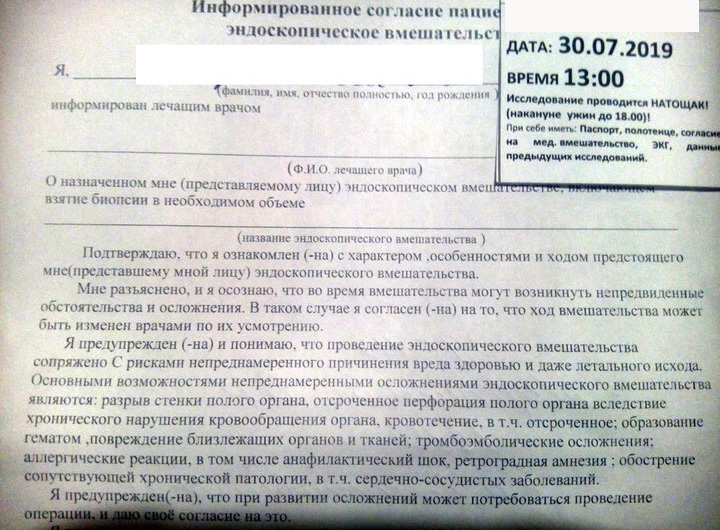 Информированное согласие пацие
эндоскопическое вмешательст
ДАТА: 30.07.2019
ВРЕМЯ 13:00
Исследование проводится НАТОЩАК!
(накануне ужин до 18.00)!
При себе иметь: Паспорт, полотенце, согласие
на мед. вмешательство, ЭКГ, данные
предыдущих исследований.
Я,
(фамилия, имя, отчество полностью, год рождения )
информирован лечащим врачом
(Ф.И.О. лечащего врача)
О назначенном мне (представляемому лицу) эндоскопическом вмешательстве, включающем
взятие биопсии в необходимом объеме
(название эндоскопического вмешательства )
Подтверждаю, что я ознакомлен (-на) с характером ,особенностями и ходом предстоящего
мне(представшему мной лицу) эндоскопического вмешательства.
Мне разъяснено, и я осознаю, что во время вмешательства могут возникнуть непредвиденные
обстоятельства и осложнения. В таком случае я согласен (-на) на то, что ход вмешательства может
быть изменен врачами по их усмотрению.
Я предупрежден (-на) и понимаю, что проведение эндоскопического вмешательства
сопряжено С рисками непреднамеренного причинения вреда здоровью и даже летального исхода.
Основными возможностями непреднамеренными осложнениями эндоскопического вмешательства
являются: разрыв стенки полого органа, отсроченное перфорация полого органа вследствие
хронического нарушения кровообращения органа, кровотечение, в т.ч. отсроченное; образование
гематом ,повреждение близлежащих органов и тканей; тромбоэмболические осложнения;
аллергические реакции, в том числе анафилактический шок, ретроградная амнезия ; обострение
сопутствующей хронической патологии, в т.ч. сердечно-сосудистых заболеваний.
Я предупрежден(-на), что при развитии осложнений может потребоваться проведение
операции, и даю своё согласие на это.